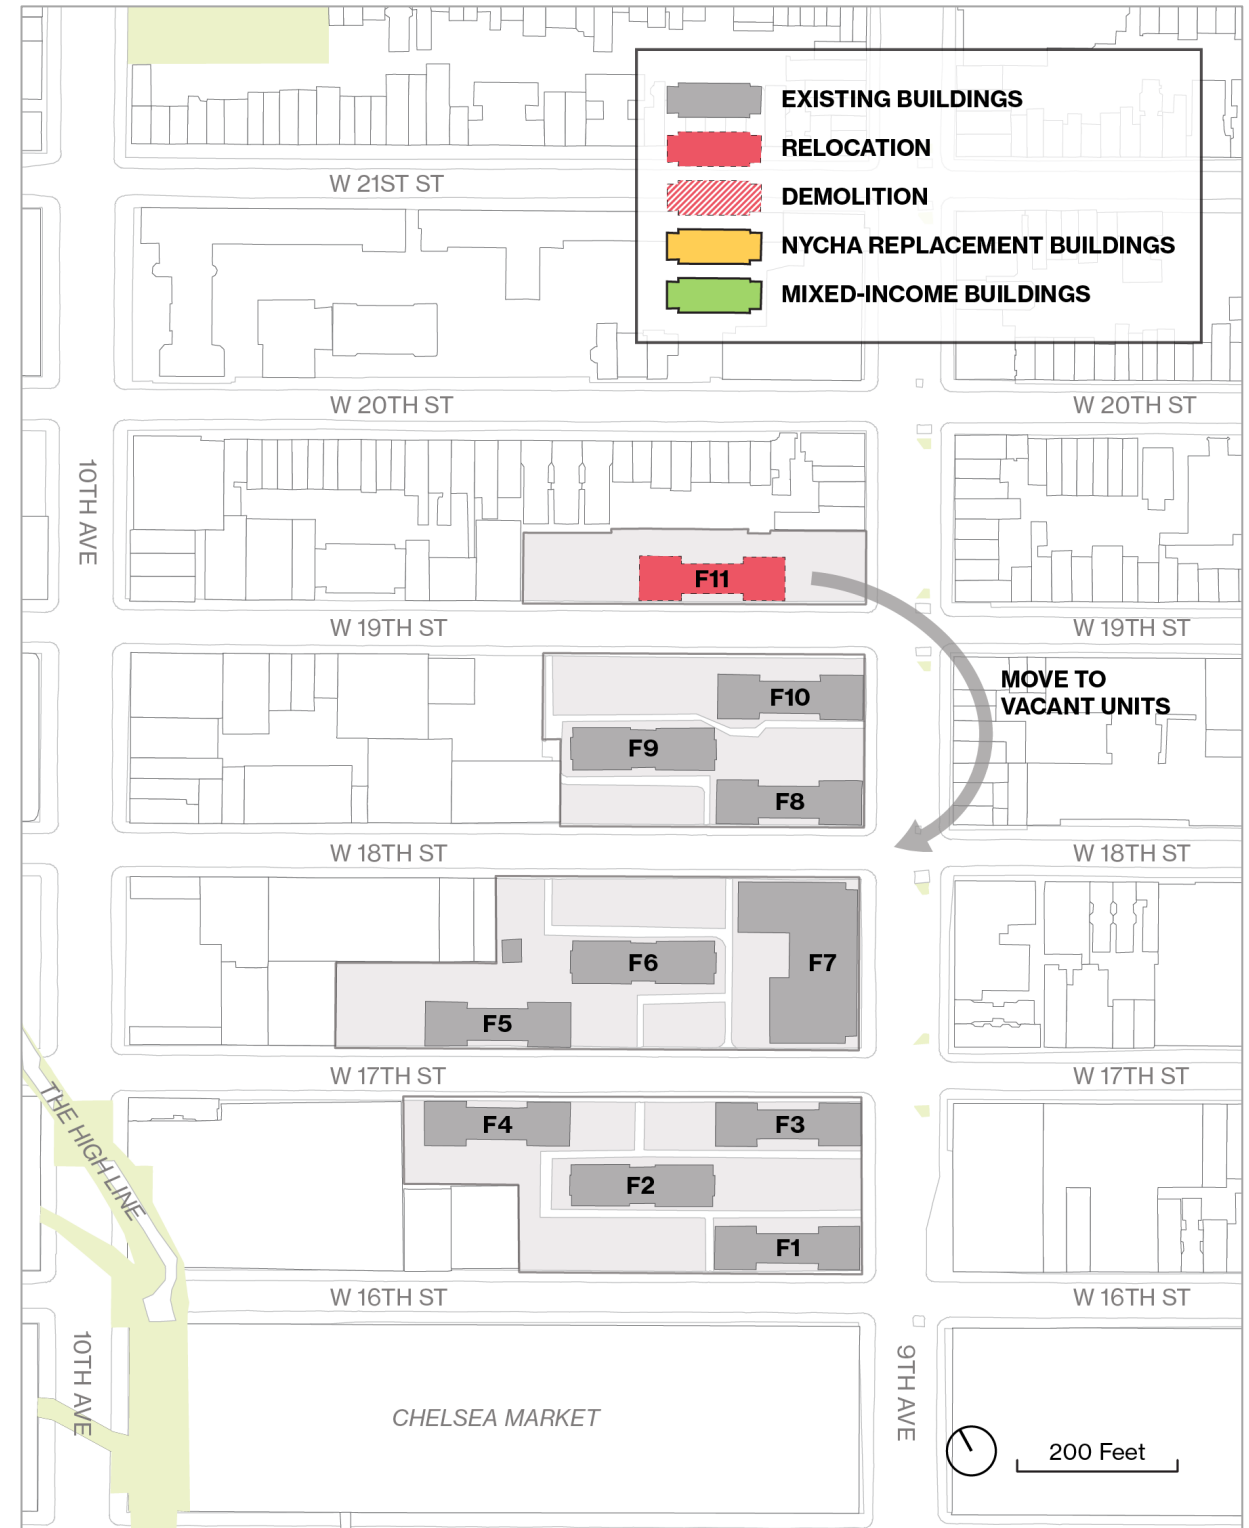 EXISTING BUILDINGS
RELOCATION
DEMOLITION
NYCHA REPLACEMENT BUILDINGS
MIXED-INCOME BUILDINGS
W 21ST ST
W 20TH ST
W 20TH ST
10TH AVE
F11
W 19TH ST
W 19TH ST
MOVE TO
VACANT UNITS
F10
F9
F8
W 18TH ST
W 18TH ST
F6
F7
F5
W 17TH ST
W 17TH ST
THE HIGH LINE
F4
F3
F2
F1
W 16TH ST
W 16TH ST
10TH AVE
9TH AVE
CHELSEA MARKET
200 Feet